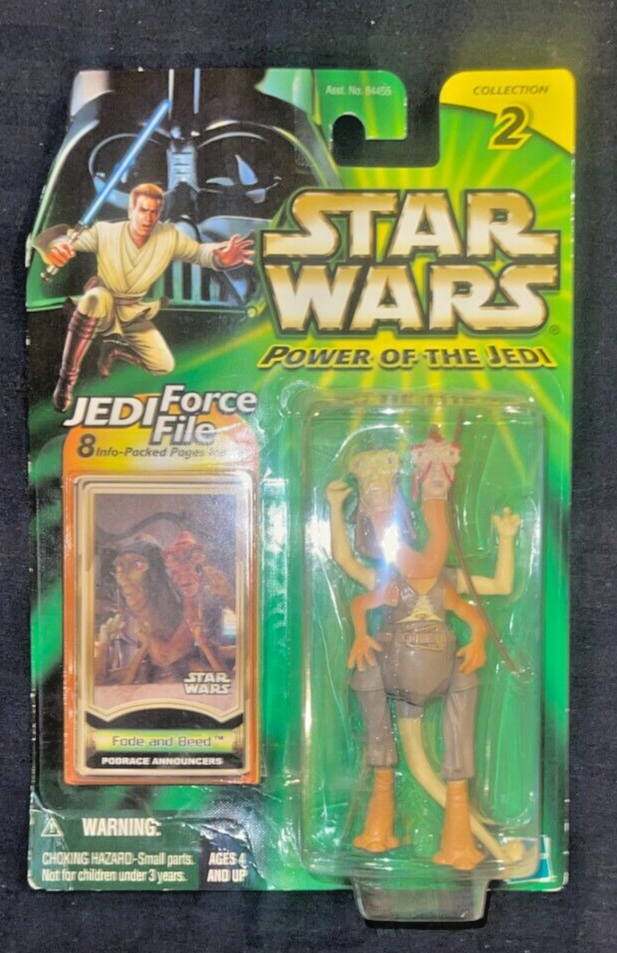 Asst. No. 84455
COLLECTION
2
STAR
WARS®
POWER OF THE JEDI
JEDI Force
File
8 Info-Packed Pages
STAR
WARS
Fode and Beed™
PODRACE ANNOUNCERS
WARNING:
CHOKING HAZARD-Small parts.
Not for children under 3 years.
AGES 4
AND UP